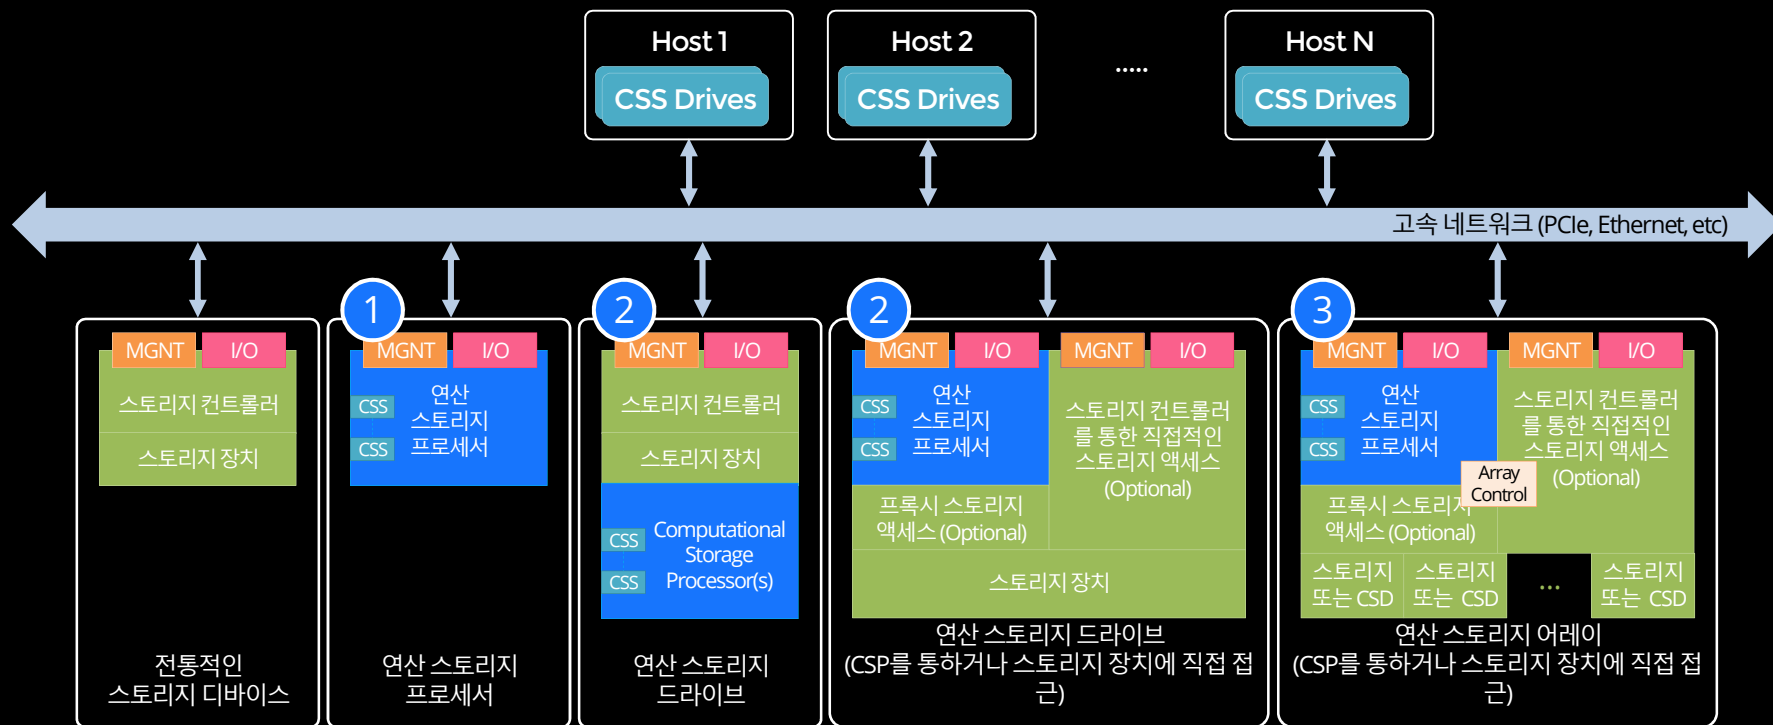 Host 1
CSS Drives
Host 2
CSS Drives
.....
Host N
CSS Drives
고속 네트워크 (PCIe, Ethernet, etc)
MGNT
I/O
스토리지 컨트롤러
스토리지 장치
전통적인
스토리지 디바이스
1
MGNT
I/O
연산
스토리지
프로세서
CSS
CSS
연산 스토리지
프로세서
2
MGNT
I/O
스토리지 컨트롤러
스토리지 장치
CSS
CSS
Computational
Storage
Processor(s)
연산 스토리지
드라이브
2
MGNT
I/O
MGNT
I/O
연산
스토리지
프로세서
CSS
CSS
스토리지 컨트롤러
를 통한 직접적인
스토리지 액세스
(Optional)
프록시 스토리지
액세스 (Optional)
스토리지 장치
연산 스토리지 드라이브
(CSP를 통하거나 스토리지 장치에 직접 접
근)
3
MGNT
I/O
MGNT
I/O
연산
스토리지
프로세서
CSS
CSS
스토리지 컨트롤러
를 통한 직접적인
스토리지 액세스
(Optional)
Array
Control
프록시 스토리지
액세스 (Optional)
스토리지
또는 CSD
스토리지
또는 CSD
...
스토리지
또는 CSD
연산 스토리지 어레이
(CSP를 통하거나 스토리지 장치에 직접 접
근)